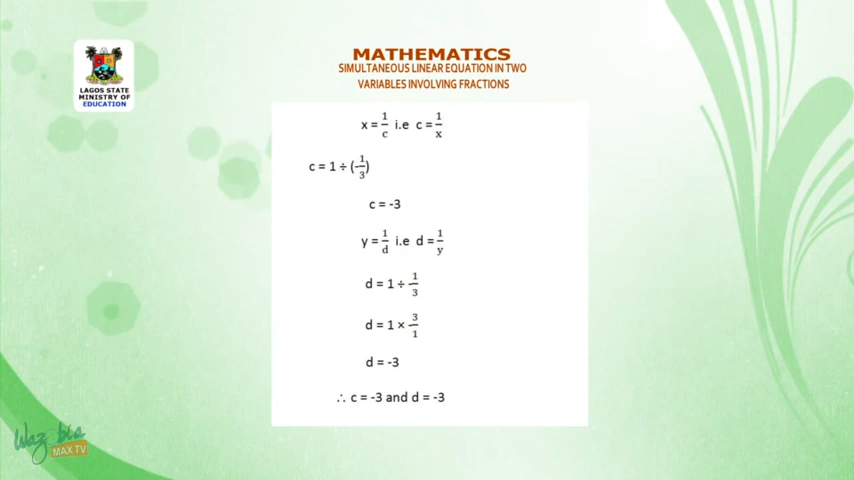 MATHEMATICS
SIMULTANEOUS LINEAR EQUATION IN TWO
VARIABLES INVOLVING FRACTIONS
LAGOS STATE
MINISTRY OF
EDUCATION
x = 1/c i.e c = 1/x
c = 1 ÷ (-1/3)
c = -3
y = 1/d i.e d = 1/y
d = 1 ÷ -1/3
d = 1 × -3/1
d = -3
∴ c = -3 and d = -3
Wazobia
MAX TV